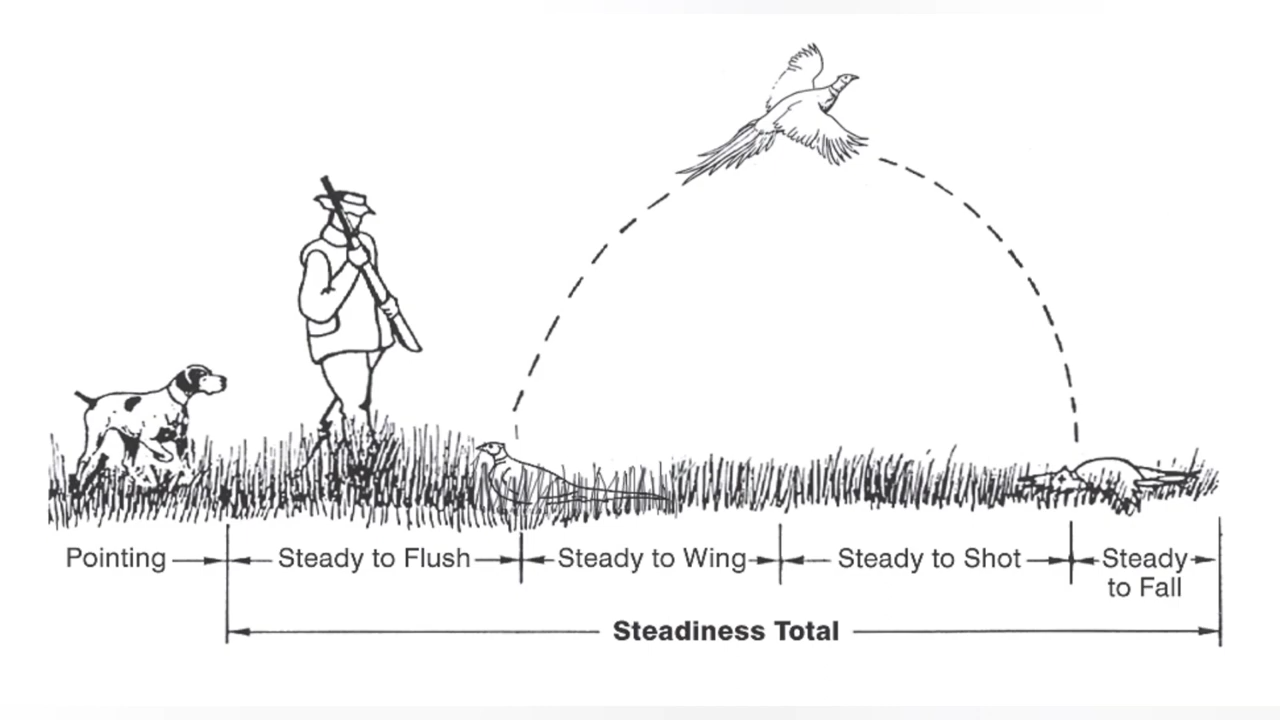 Pointing
Steady to Flush
Steady to Wing
Steady to Shot
Steady
to Fall
Steadiness Total